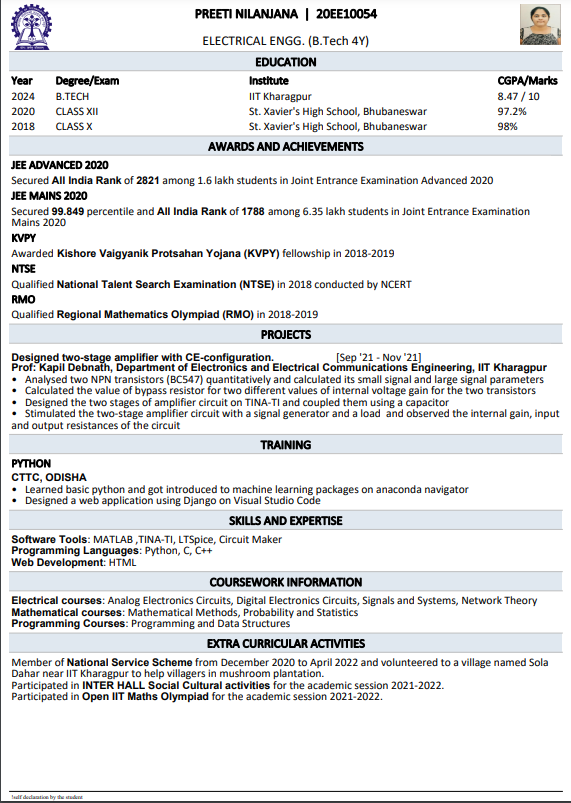 PREETI NILANJANA | 20EE10054
ELECTRICAL ENGG. (B.Tech 4Y)
EDUCATION
Year Degree/Exam Institute CGPA/Marks
2024 B.TECH IIT Kharagpur 8.47 / 10
2020 CLASS XII St. Xavier's High School, Bhubaneswar 97.2%
2018 CLASS X St. Xavier's High School, Bhubaneswar 98%
AWARDS AND ACHIEVEMENTS
JEE ADVANCED 2020
Secured All India Rank of 2821 among 1.6 lakh students in Joint Entrance Examination Advanced 2020
JEE MAINS 2020
Secured 99.849 percentile and All India Rank of 1788 among 6.35 lakh students in Joint Entrance Examination
Mains 2020
KVPY
Awarded Kishore Vaigyanik Protsahan Yojana (KVPY) fellowship in 2018-2019
NTSE
Qualified National Talent Search Examination (NTSE) in 2018 conducted by NCERT
RMO
Qualified Regional Mathematics Olympiad (RMO) in 2018-2019
PROJECTS
Designed two-stage amplifier with CE-configuration. [Sep '21 - Nov '21]
Prof: Kapil Debnath, Department of Electronics and Electrical Communications Engineering, IIT Kharagpur
• Analysed two NPN transistors (BC547) quantitatively and calculated its small signal and large signal parameters
• Calculated the value of bypass resistor for two different values of internal voltage gain for the two transistors
• Designed the two stages of amplifier circuit on TINA-TI and coupled them using a capacitor
• Stimulated the two-stage amplifier circuit with a signal generator and a load and observed the internal gain, input
and output resistances of the circuit
TRAINING
PYTHON
CTTC, ODISHA
• Learned basic python and got introduced to machine learning packages on anaconda navigator
• Designed a web application using Django on Visual Studio Code
SKILLS AND EXPERTISE
Software Tools: MATLAB ,TINA-TI, LTSpice, Circuit Maker
Programming Languages: Python, C, C++
Web Development: HTML
COURSEWORK INFORMATION
Electrical courses: Analog Electronics Circuits, Digital Electronics Circuits, Signals and Systems, Network Theory
Mathematical courses: Mathematical Methods, Probability and Statistics
Programming Courses: Programming and Data Structures
EXTRA CURRICULAR ACTIVITIES
Member of National Service Scheme from December 2020 to April 2022 and volunteered to a village named Sola
Dahar near IIT Kharagpur to help villagers in mushroom plantation.
Participated in INTER HALL Social Cultural activities for the academic session 2021-2022.
Participated in Open IIT Maths Olympiad for the academic session 2021-2022.
!self declaration by the student